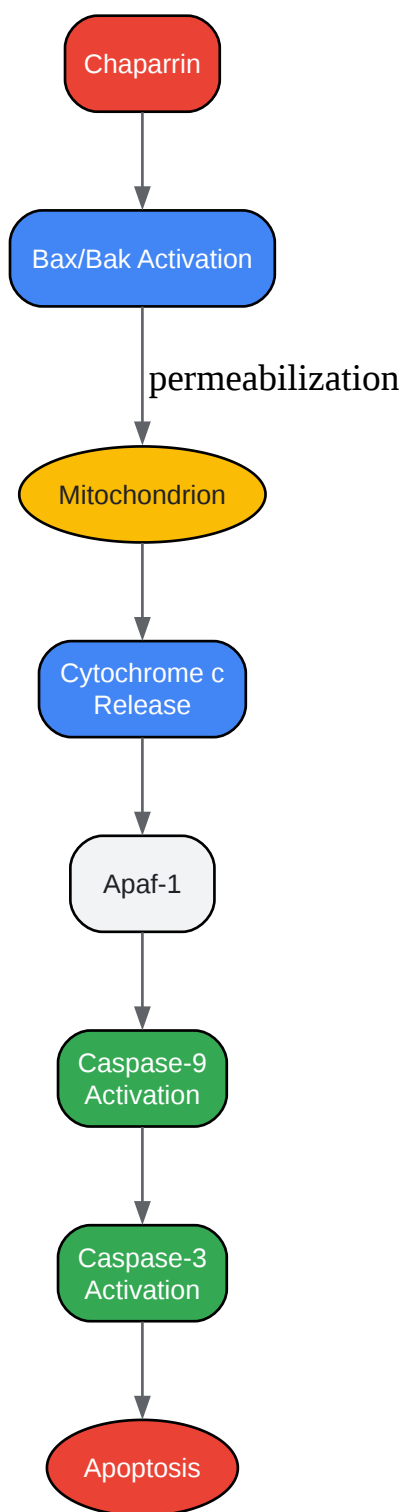 Chaparrin
Bax/Bak Activation
permeabilization
Mitochondrion
Cytochrome c
Release
Apaf-1
Caspase-9
Activation
Caspase-3
Activation
Apoptosis